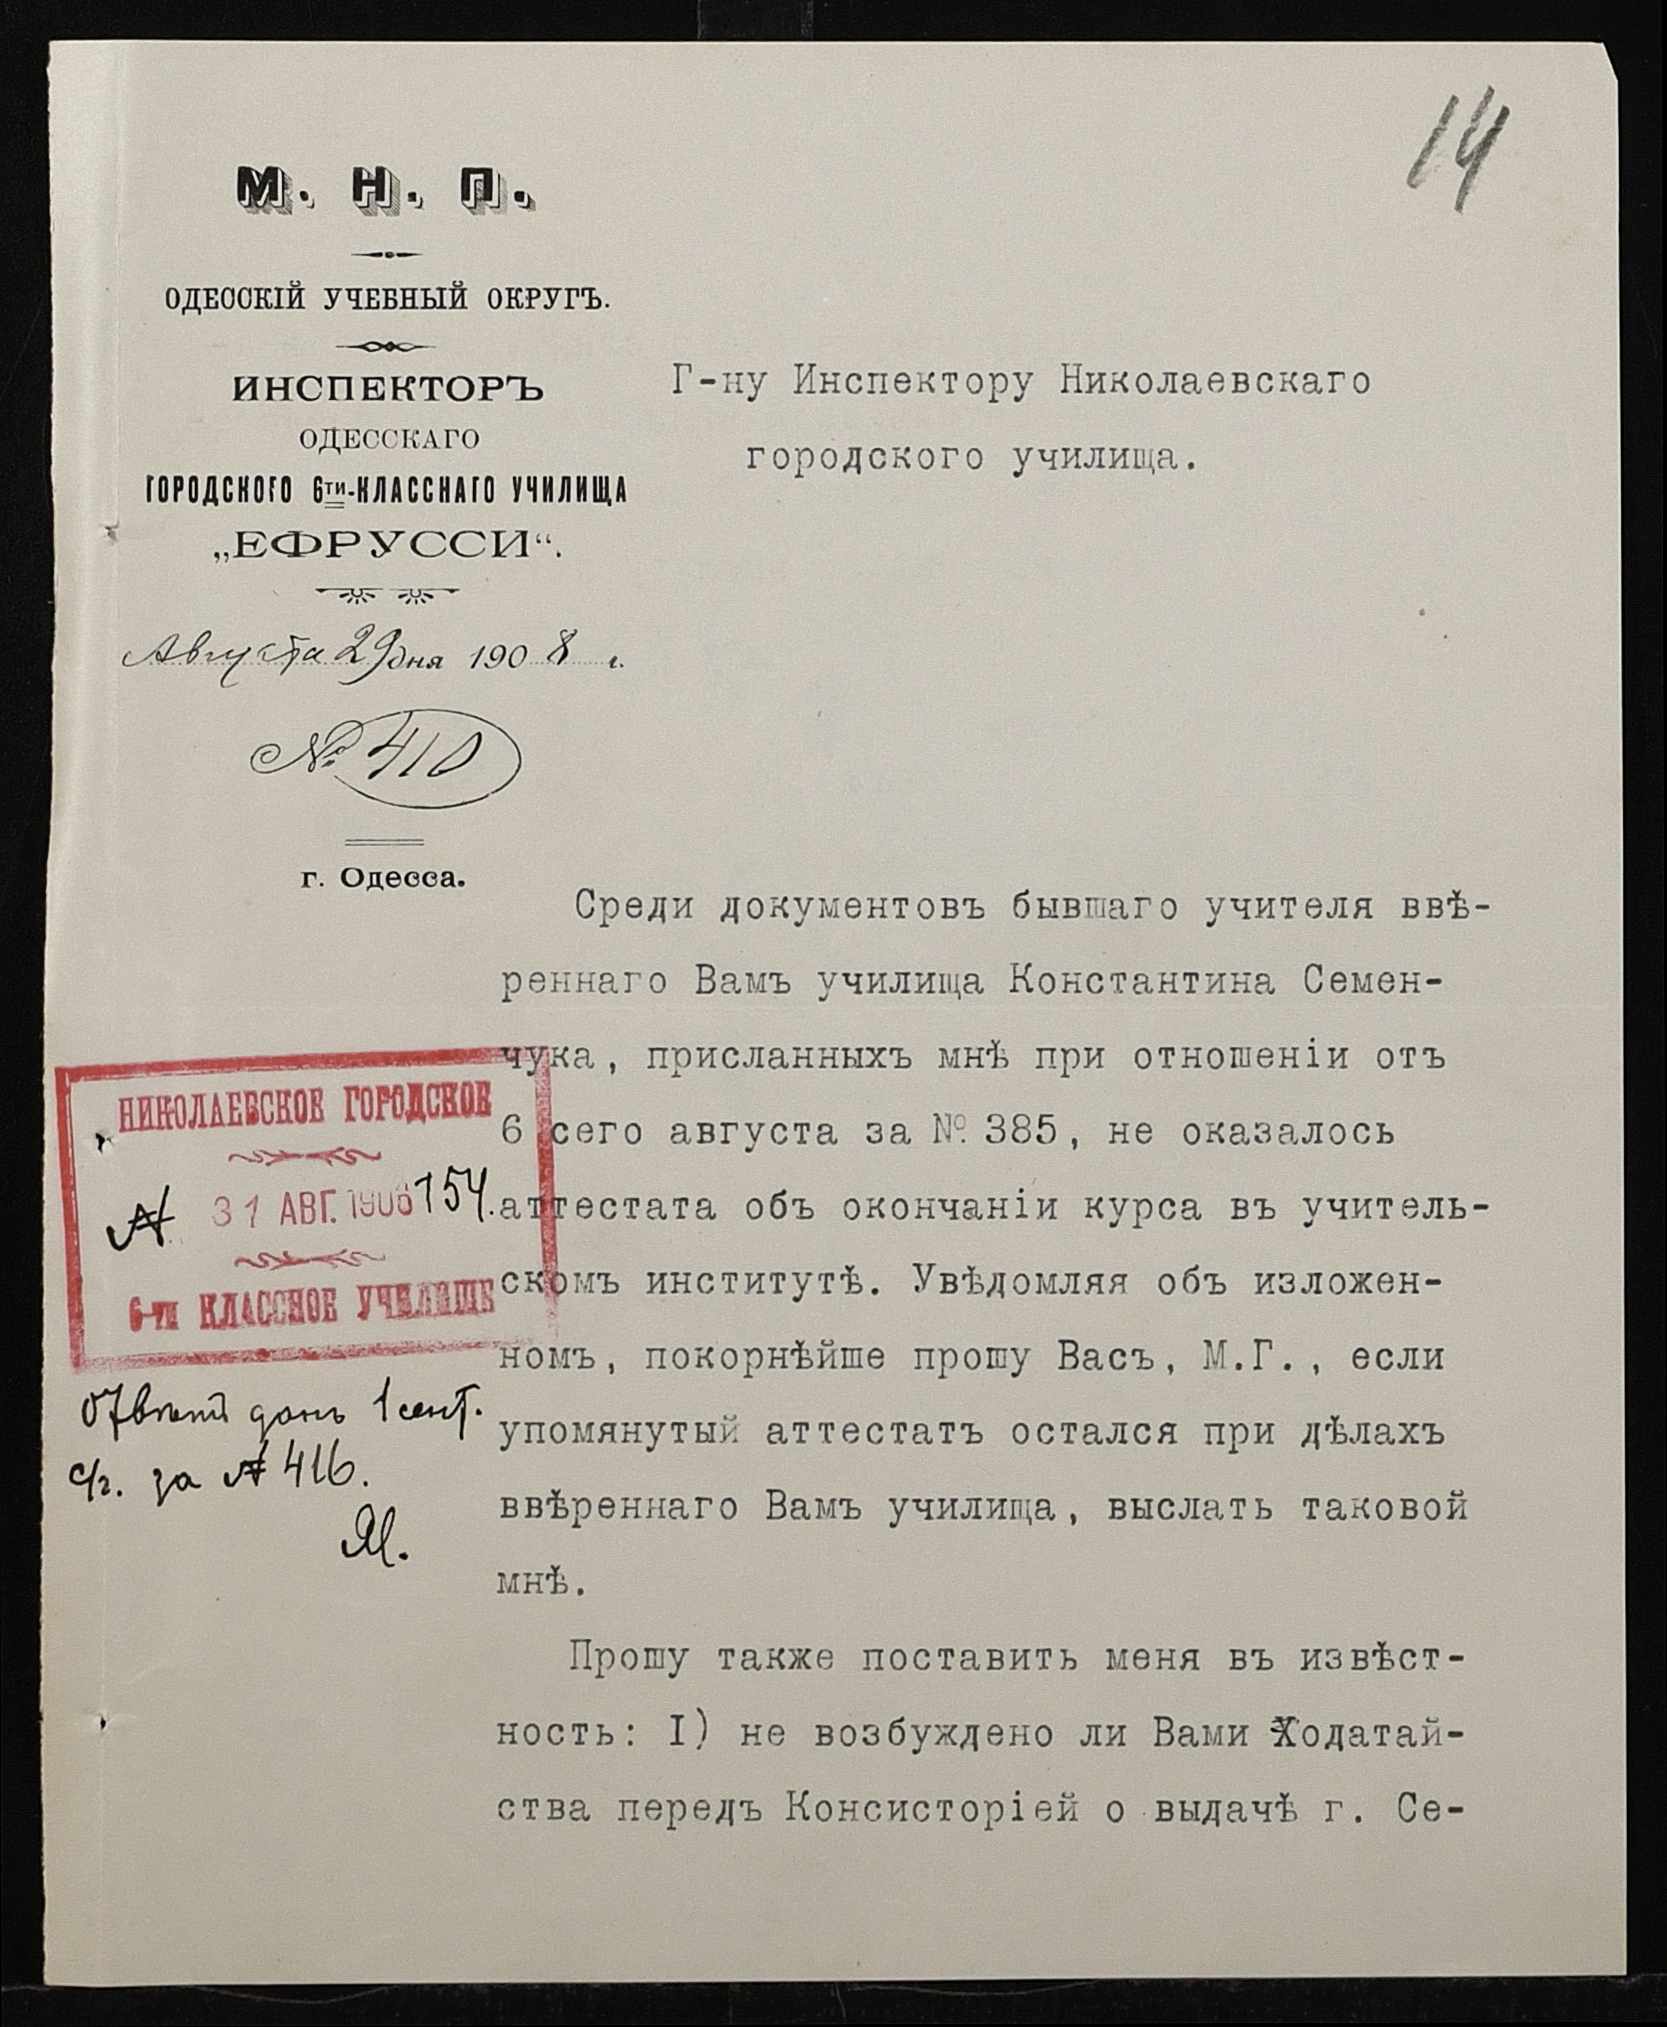 14
М. Н. П.
ОДЕССКІЙ УЧЕБНЫЙ ОКРУГЪ.
ИНСПЕКТОРЪ
ОДЕССКАГО
ГОРОДСКОГО 6ти-КЛАССНАГО УЧИЛИЩА
„ЕФРУССИ“.
Августа 29 дня 1908 г.
№ 410
г. Одесса.
Г-ну Инспектору Николаевскаго
городского училища.
Среди документовъ бывшаго учителя ввѣ-
реннаго Вамъ училища Константина Семен-
чука, присланныхъ мнѣ при отношеніи отъ
6 сего августа за №. 385, не оказалось
аттестата объ окончаніи курса въ учитель-
скомъ институтѣ. Увѣдомляя объ изложен-
номъ, покорнѣйше прошу Васъ, М.Г., если
упомянутый аттестатъ остался при дѣлахъ
ввѣреннаго Вамъ училища, выслать таковой
мнѣ.
Прошу также поставить меня въ извѣст-
ность: I) не возбуждено ли Вами Ходатай-
ства передъ Консисторіей о выдачѣ г. Се-
НИКОЛАЕВСКОЕ ГОРОДСКОЕ
№ 31 АВГ. 1908 754.
6-ти КЛАССНОЕ УЧИЛИЩЕ
Отвѣтъ данъ 1 сент.
с/г. за № 416.